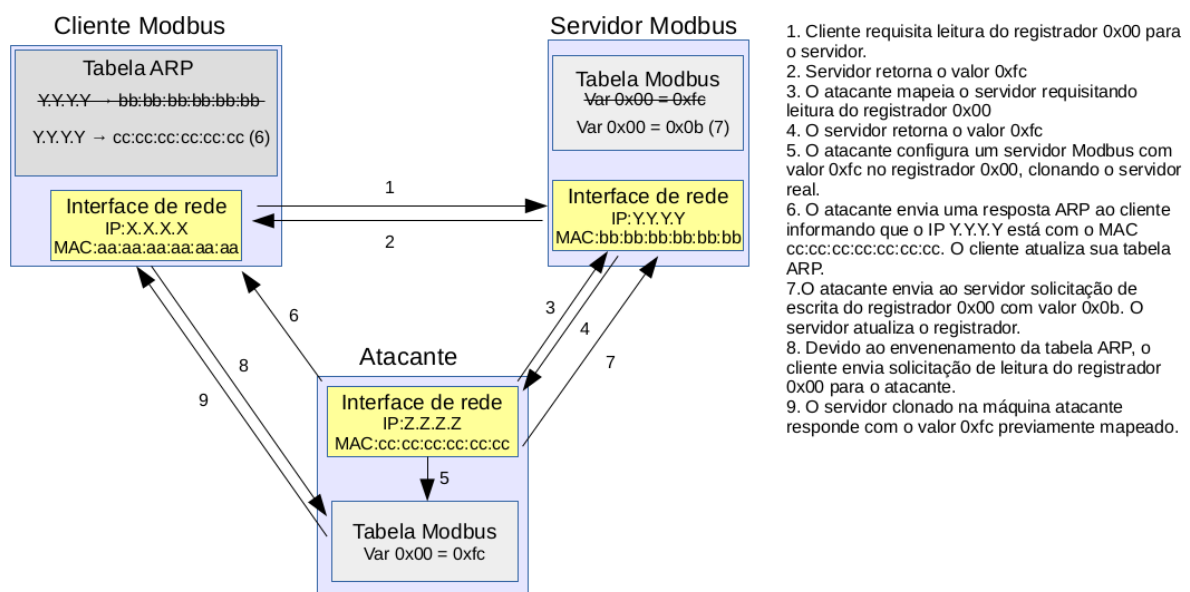 Cliente Modbus
Tabela ARP
Y.Y.Y.Y → bb:bb:bb:bb:bb:bb
Y.Y.Y.Y → cc:cc:cc:cc:cc:cc (6)
Interface de rede
IP:X.X.X.X
MAC:aa:aa:aa:aa:aa:aa
Servidor Modbus
Tabela Modbus
Var 0x00 = 0xfc
Var 0x00 = 0x0b (7)
Interface de rede
IP:Y.Y.Y.Y
MAC:bb:bb:bb:bb:bb:bb
1
2
3
4
6
7
8
9
Atacante
Interface de rede
IP:Z.Z.Z.Z
MAC:cc:cc:cc:cc:cc:cc
5
Tabela Modbus
Var 0x00 = 0xfc
1. Cliente requisita leitura do registrador 0x00 para
o servidor.
2. Servidor retorna o valor 0xfc
3. O atacante mapeia o servidor requisitando
leitura do registrador 0x00
4. O servidor retorna o valor 0xfc
5. O atacante configura um servidor Modbus com
valor 0xfc no registrador 0x00, clonando o servidor
real.
6. O atacante envia uma resposta ARP ao cliente
informando que o IP Y.Y.Y.Y está com o MAC
cc:cc:cc:cc:cc:cc:cc. O cliente atualiza sua tabela
ARP.
7.O atacante envia ao servidor solicitação de
escrita do registrador 0x00 com valor 0x0b. O
servidor atualiza o registrador.
8. Devido ao envenenamento da tabela ARP, o
cliente envia solicitação de leitura do registrador
0x00 para o atacante.
9. O servidor clonado na máquina atacante
responde com o valor 0xfc previamente mapeado.